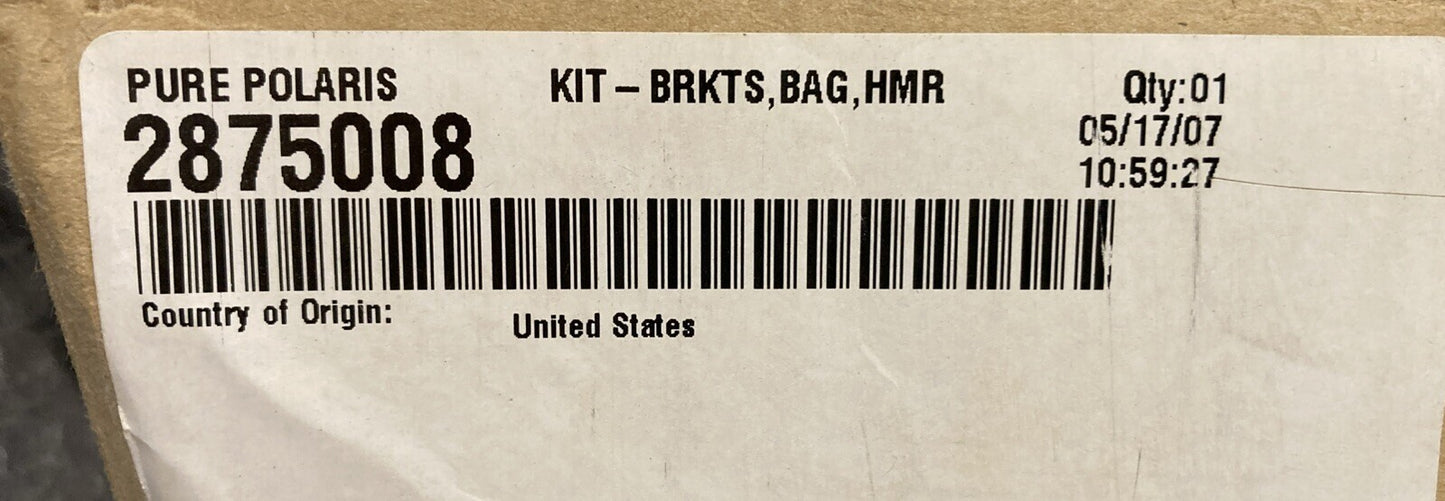 PURE POLARIS KIT – BRKTS,BAG,HMR Qty:01
2875008 05/17/07
10:59:27
Country of Origin: United States